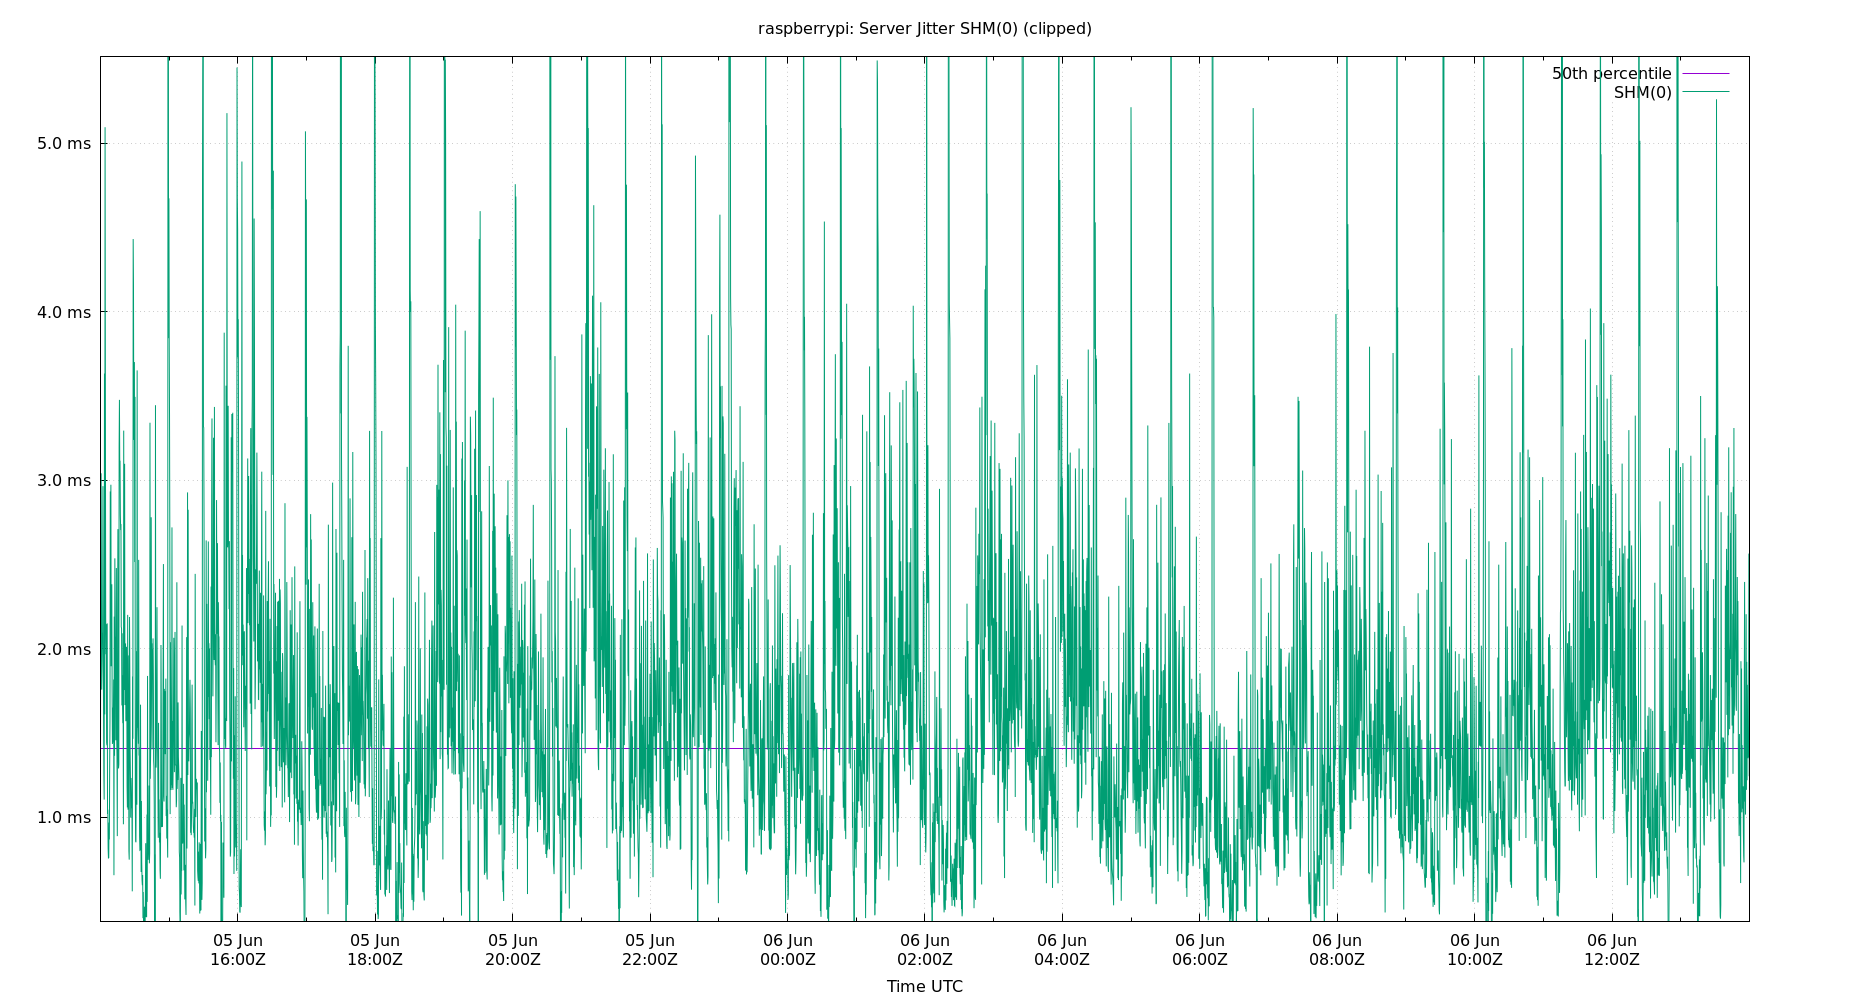 raspberrypi: Server Jitter SHM(0) (clipped)
50th percentile
SHM(0)
5.0 ms
4.0 ms
3.0 ms
2.0 ms
1.0 ms
05 Jun 05 Jun 05 Jun 05 Jun 06 Jun 06 Jun 06 Jun 06 Jun 06 Jun 06 Jun 06 Jun
16:00Z 18:00Z 20:00Z 22:00Z 00:00Z 02:00Z 04:00Z 06:00Z 08:00Z 10:00Z 12:00Z
Time UTC